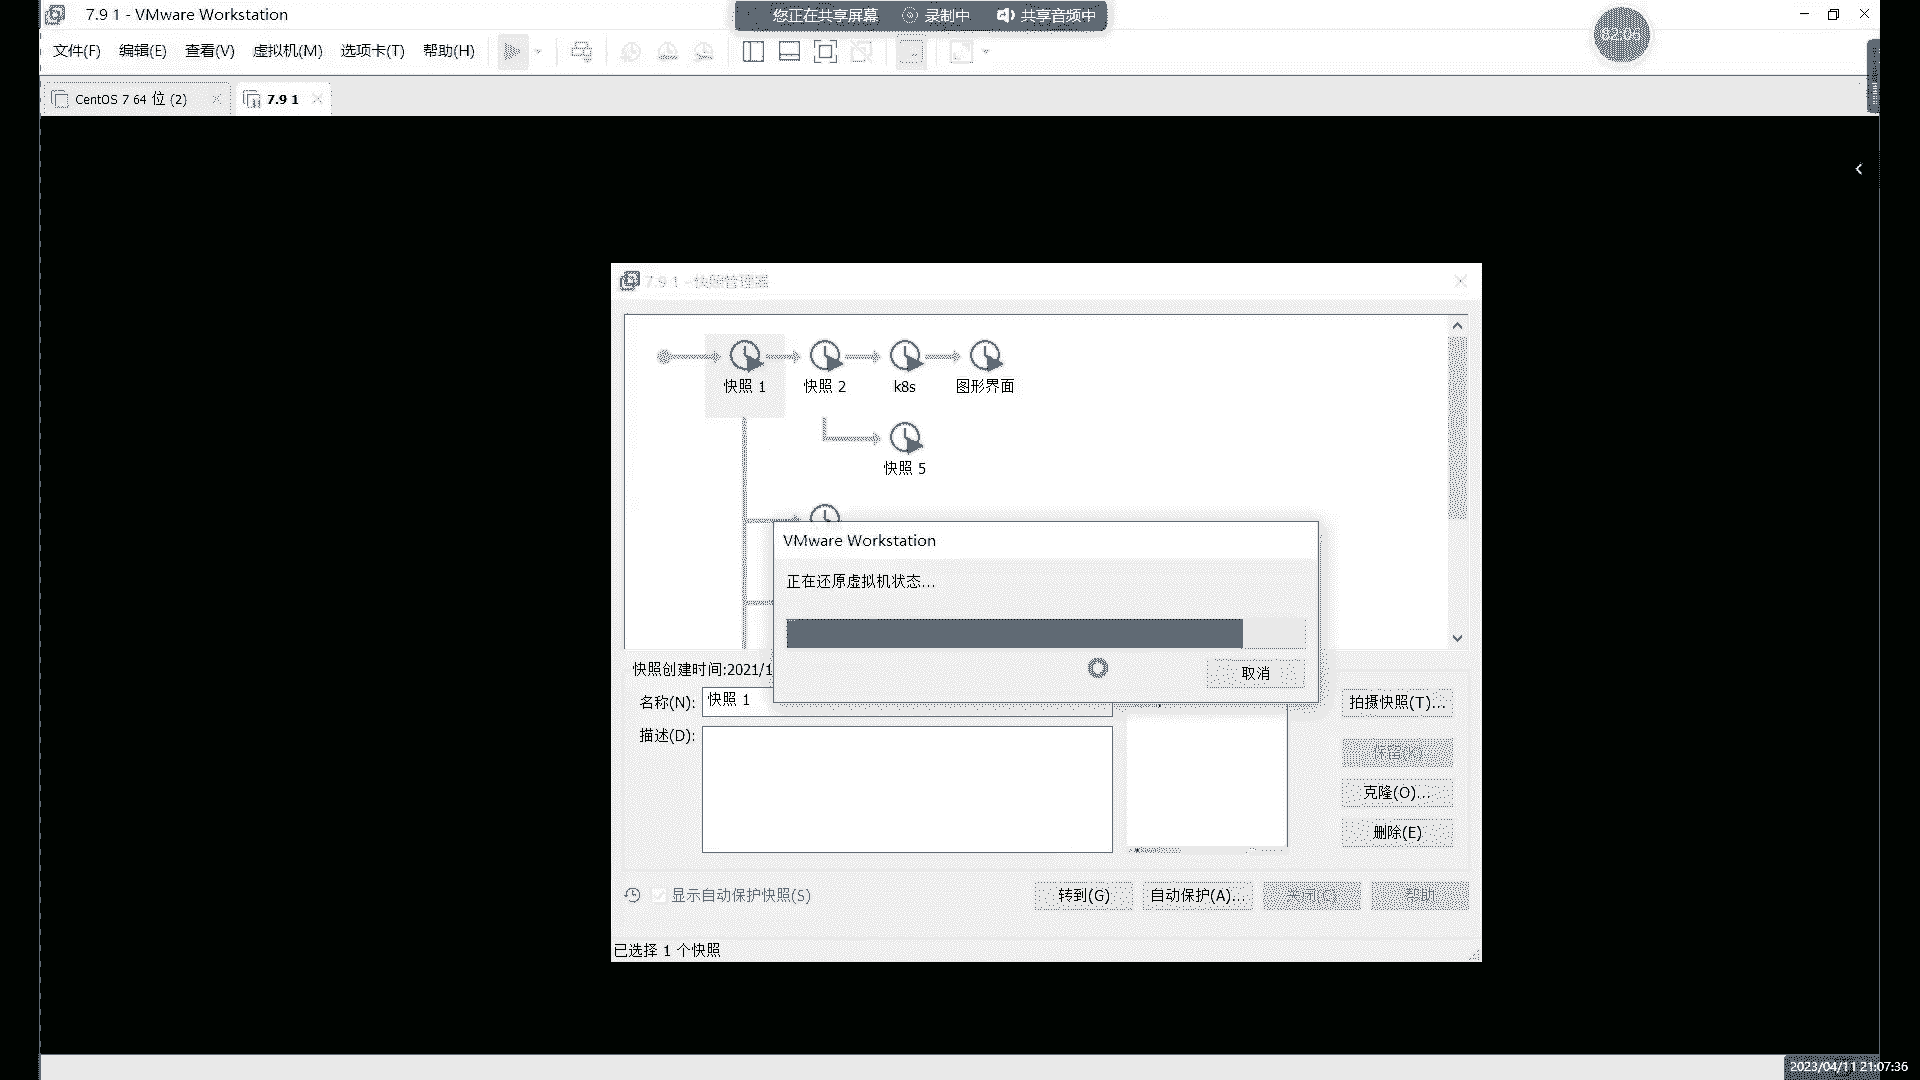 7.9 1 - VMware Workstation
您正在共享屏幕 录制中 共享音频中
82:06
文件(F) 编辑(E) 查看(V) 虚拟机(M) 选项卡(T) 帮助(H)
CentOS 7 64 位 (2) 7.9 1
7.9 1 - 快照管理器
快照 1 快照 2 k8s 图形界面
快照 5
VMware Workstation
正在还原虚拟机状态...
取消
快照创建时间:2021/1
名称(N): 快照 1
拍摄快照(T)...
描述(D):
保留(K)
克隆(O)...
删除(E)
显示自动保护快照(S) 转到(G) 自动保护(A)... 关闭(C) 帮助
已选择 1 个快照
2023/04/11 21:07:36